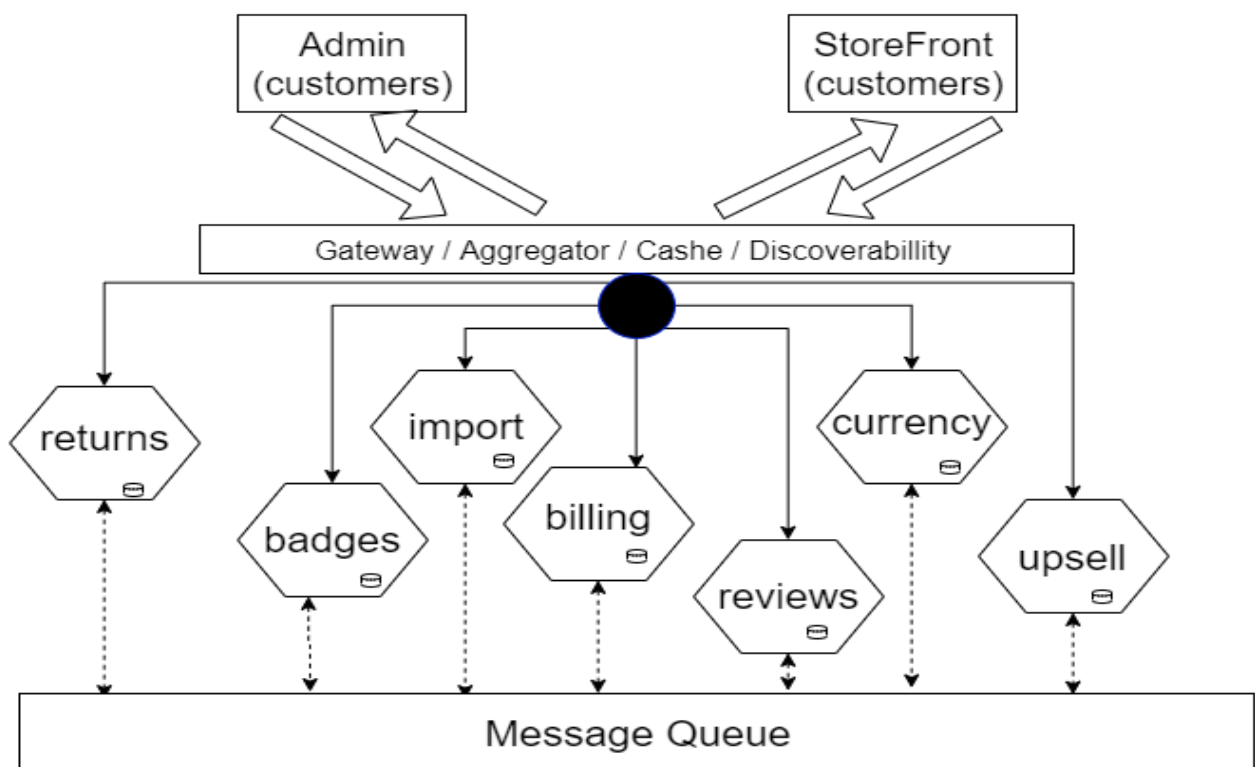 Admin
(customers)
StoreFront
(customers)
Gateway / Aggregator / Cashe / Discoverabillity
returns
badges
import
billing
reviews
currency
upsell
Message Queue